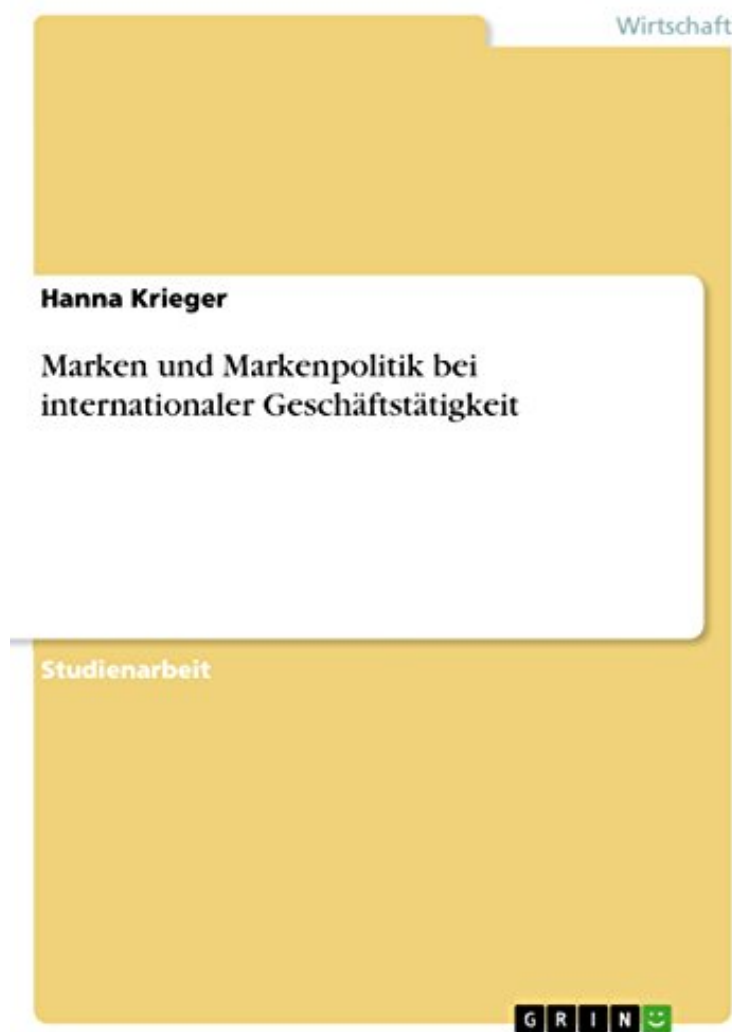 Wirtschaft
Hanna Krieger
Marken und Markenpolitik bei
internationaler Geschäftstätigkeit
Studienarbeit
GRIN